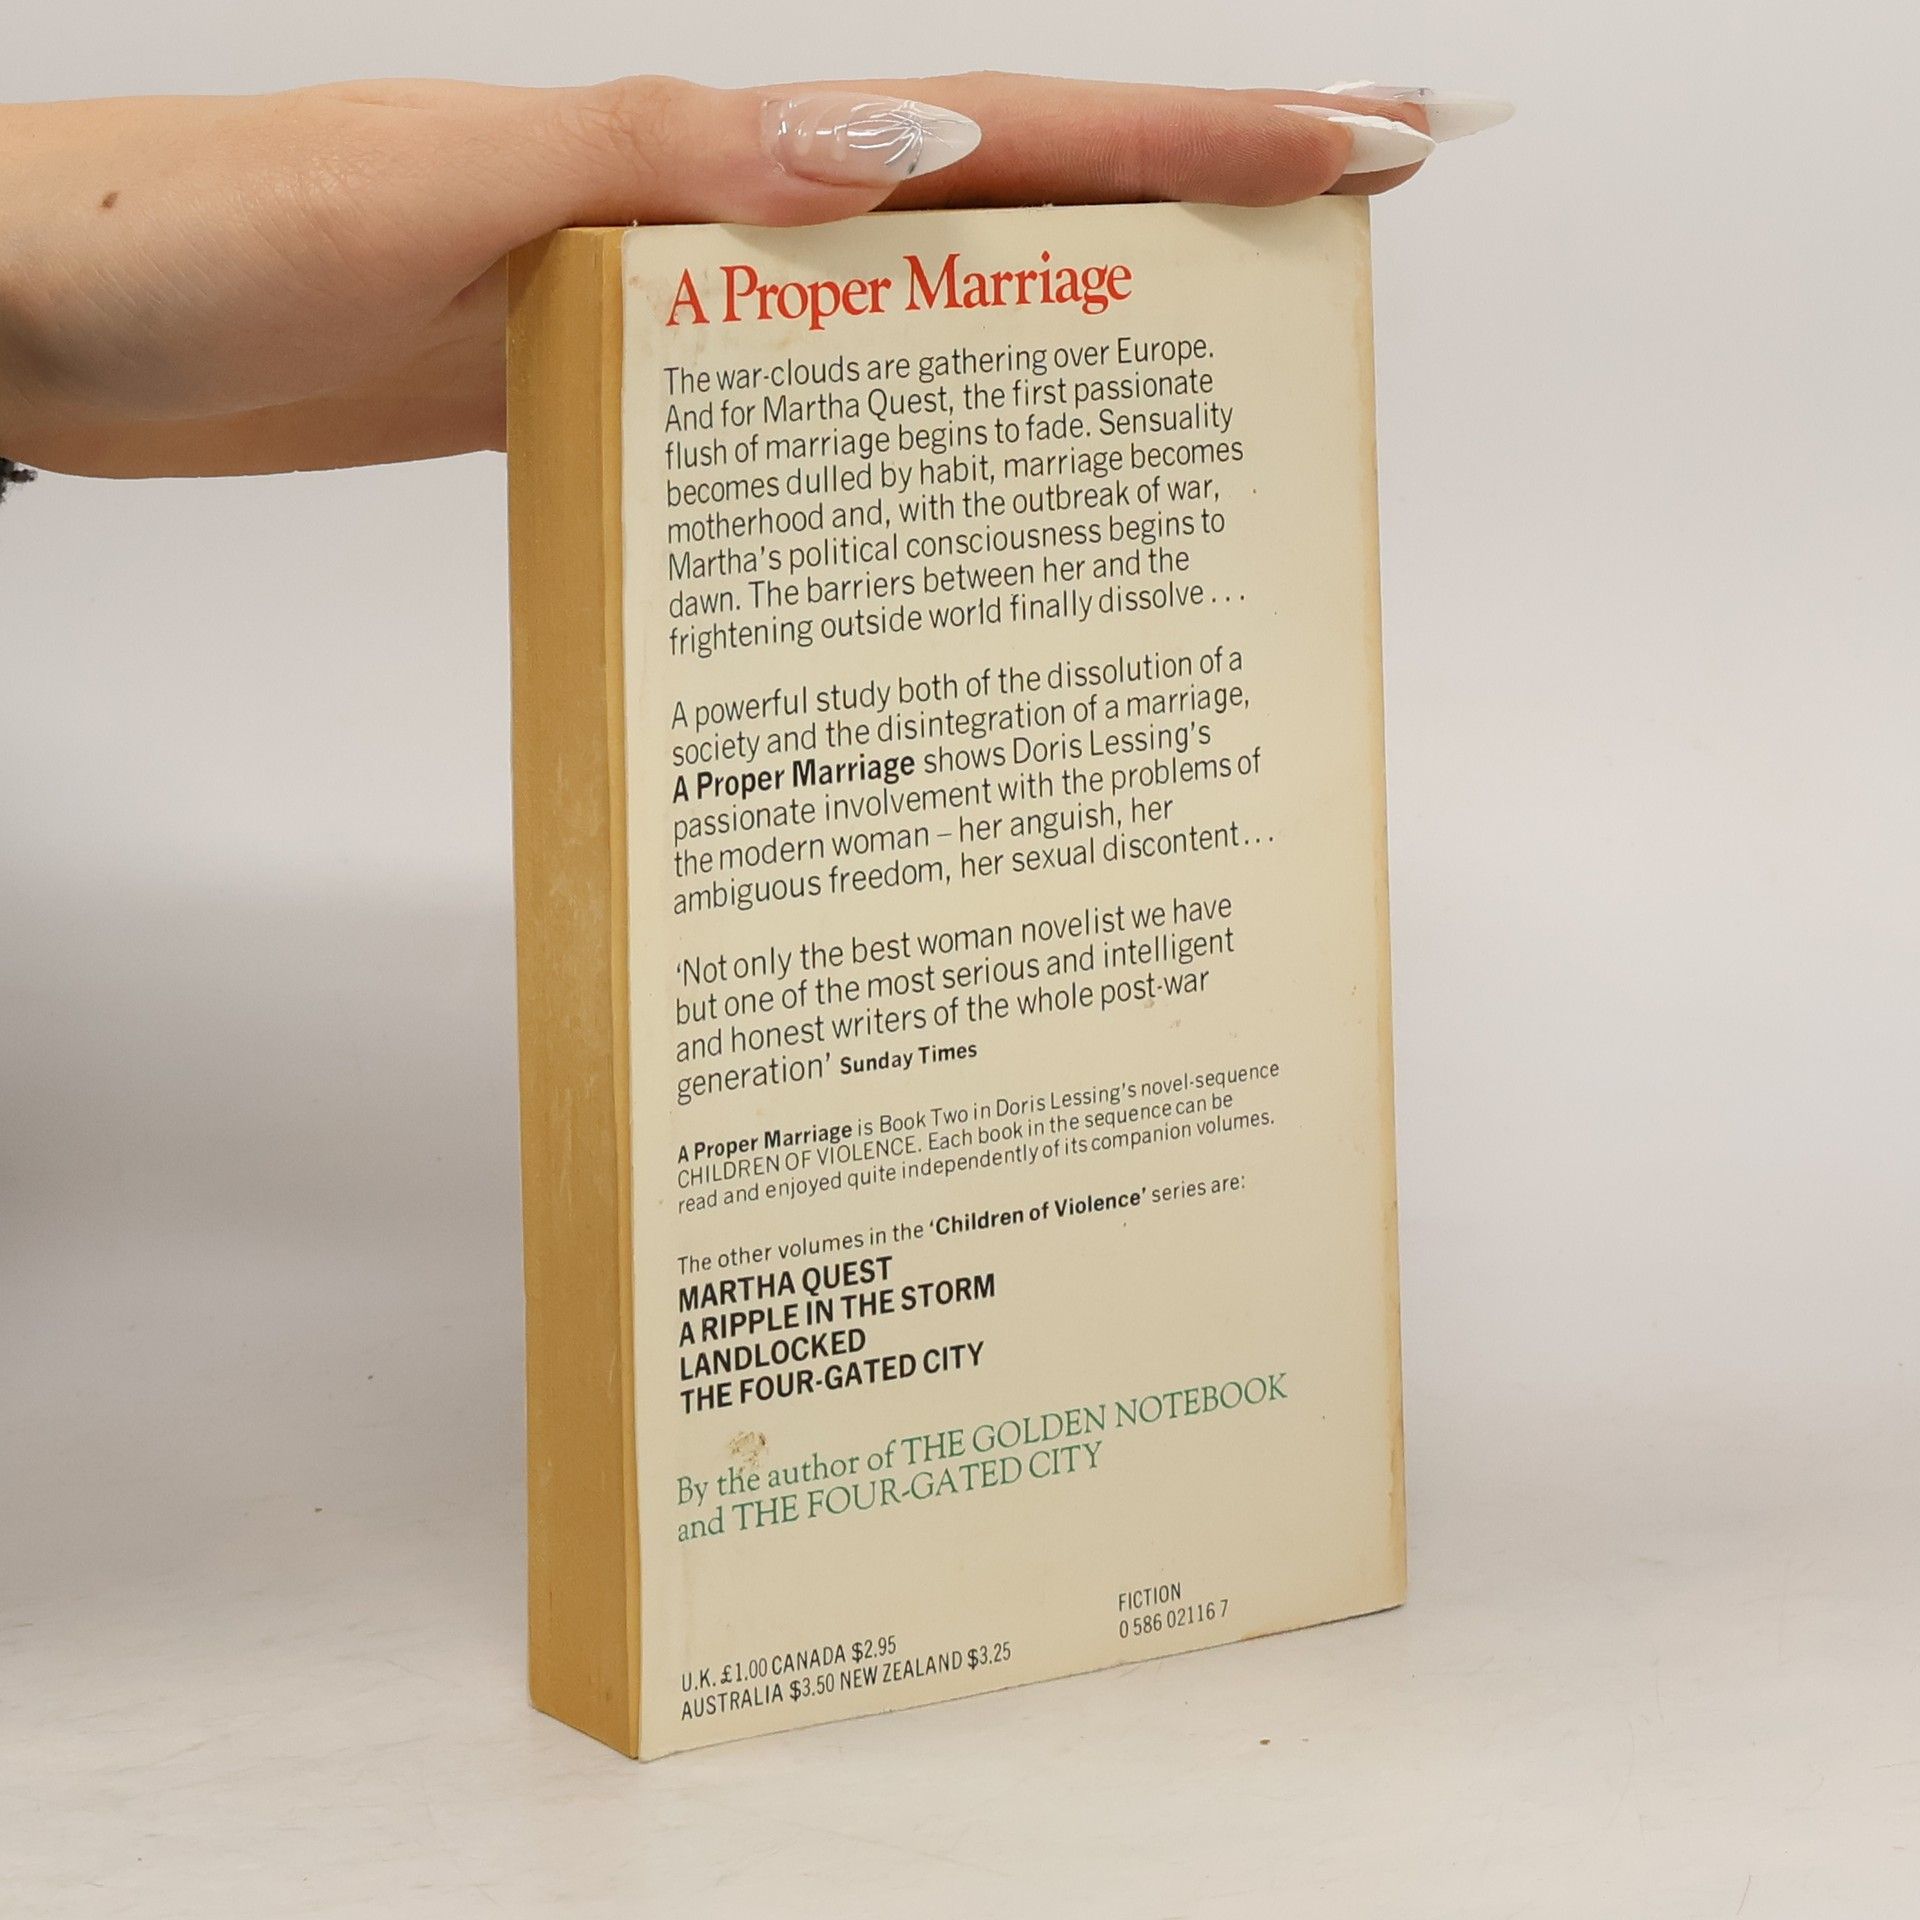 A Proper Marriage
The war-clouds are gathering over Europe.
And for Martha Quest, the first passionate
flush of marriage begins to fade. Sensuality
becomes dulled by habit, marriage becomes
motherhood and, with the outbreak of war,
Martha's political consciousness begins to
dawn. The barriers between her and the
frightening outside world finally dissolve...
A powerful study both of the dissolution of a
society and the disintegration of a marriage,
A Proper Marriage shows Doris Lessing's
passionate involvement with the problems of
the modern woman – her anguish, her
ambiguous freedom, her sexual discontent...
'Not only the best woman novelist we have
but one of the most serious and intelligent
and honest writers of the whole post-war
generation' Sunday Times
A Proper Marriage is Book Two in Doris Lessing's novel-sequence
CHILDREN OF VIOLENCE. Each book in the sequence can be
read and enjoyed quite independently of its companion volumes.
The other volumes in the 'Children of Violence' series are:
MARTHA QUEST
A RIPPLE IN THE STORM
LANDLOCKED
THE FOUR-GATED CITY
By the author of THE GOLDEN NOTEBOOK
and THE FOUR-GATED CITY
FICTION
0 586 02116 7
U.K. £1.00 CANADA $2.95
AUSTRALIA $3.50 NEW ZEALAND $3.25